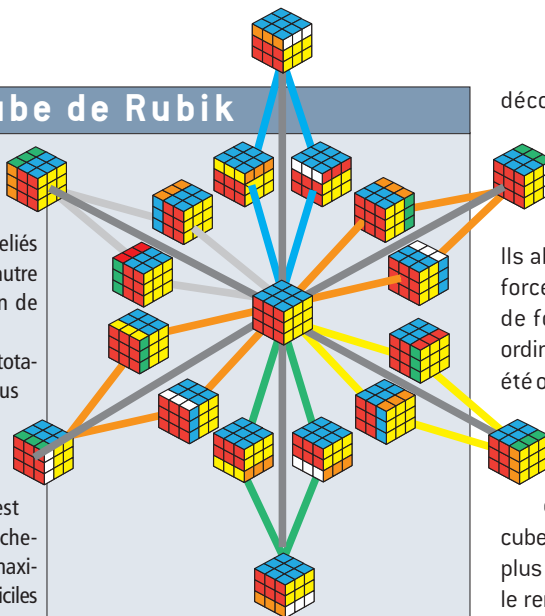 ube de Rubik
déco
eliés
autre
n de
tota-
us
est
che-
maxi-
iciles
Ils al
force
de fo
ordin
été o
cube
plus
le re